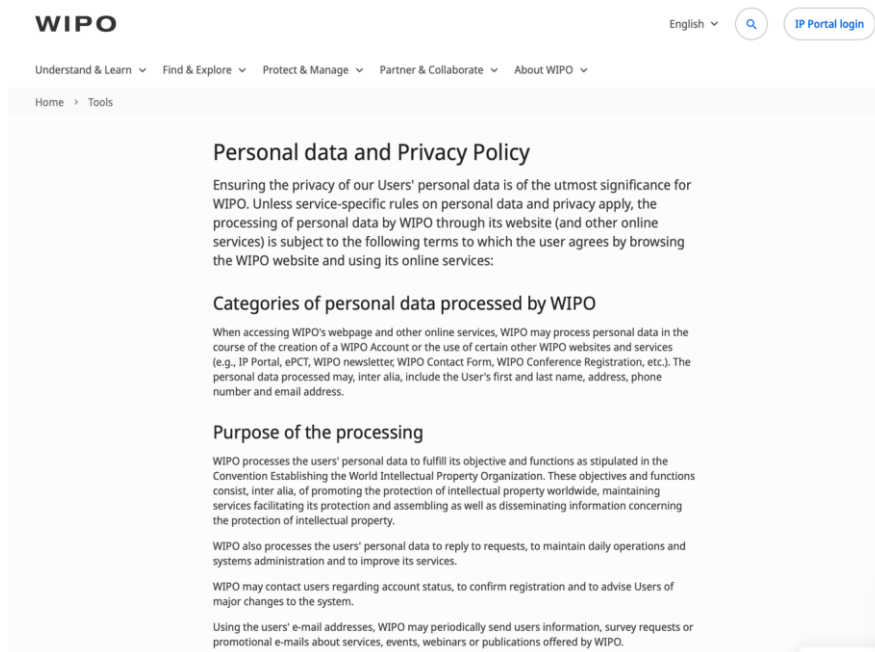 WIPO
English
IP Portal login
Understand & Learn Find & Explore Protect & Manage Partner & Collaborate About WIPO
Home > Tools
Personal data and Privacy Policy
Ensuring the privacy of our Users' personal data is of the utmost significance for
WIPO. Unless service-specific rules on personal data and privacy apply, the
processing of personal data by WIPO through its website (and other online
services) is subject to the following terms to which the user agrees by browsing
the WIPO website and using its online services:
Categories of personal data processed by WIPO
When accessing WIPO's webpage and other online services, WIPO may process personal data in the
course of the creation of a WIPO Account or the use of certain other WIPO websites and services
(e.g., IP Portal, ePCT, WIPO newsletter, WIPO Contact Form, WIPO Conference Registration, etc.). The
personal data processed may, inter alia, include the User's first and last name, address, phone
number and email address.
Purpose of the processing
WIPO processes the users' personal data to fulfill its objective and functions as stipulated in the
Convention Establishing the World Intellectual Property Organization. These objectives and functions
consist, inter alia, of promoting the protection of intellectual property worldwide, maintaining
services facilitating its protection and assembling as well as disseminating information concerning
the protection of intellectual property.
WIPO also processes the users' personal data to reply to requests, to maintain daily operations and
systems administration and to improve its services.
WIPO may contact users regarding account status, to confirm registration and to advise Users of
major changes to the system.
Using the users' e-mail addresses, WIPO may periodically send users information, survey requests or
promotional e-mails about services, events, webinars or publications offered by WIPO.